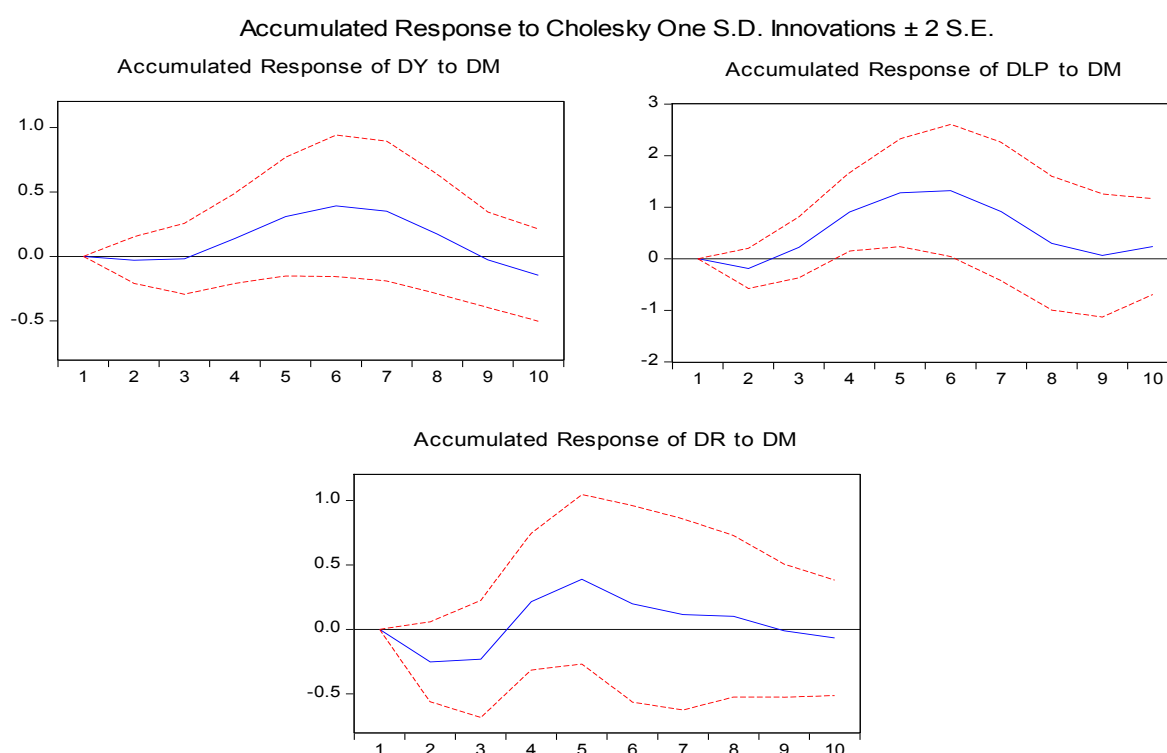 Accumulated Response to Cholesky One S.D. Innovations ± 2 S.E.
Accumulated Response of DY to DM
1.0
0.5
0.0
-0.5
1 2 3 4 5 6 7 8 9 10
Accumulated Response of DLP to DM
3
2
1
0
-1
-2
1 2 3 4 5 6 7 8 9 10
Accumulated Response of DR to DM
1.0
0.5
0.0
-0.5
1 2 3 4 5 6 7 8 9 10